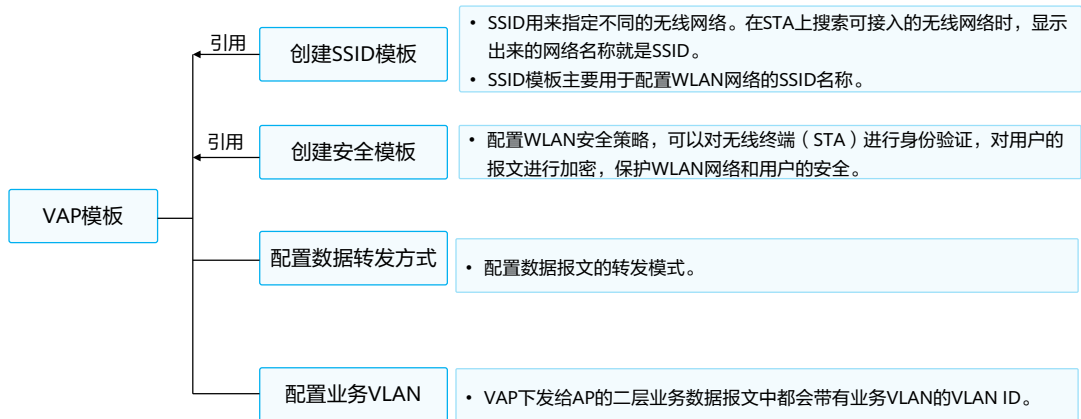 引用
创建SSID模板
• SSID用来指定不同的无线网络。在STA上搜索可接入的无线网络时，显示
出来的网络名称就是SSID。
• SSID模板主要用于配置WLAN网络的SSID名称。
引用
创建安全模板
• 配置WLAN安全策略，可以对无线终端（STA）进行身份验证，对用户的
报文进行加密，保护WLAN网络和用户的安全。
VAP模板
配置数据转发方式
• 配置数据报文的转发模式。
配置业务VLAN
• VAP下发给AP的二层业务数据报文中都会带有业务VLAN的VLAN ID。